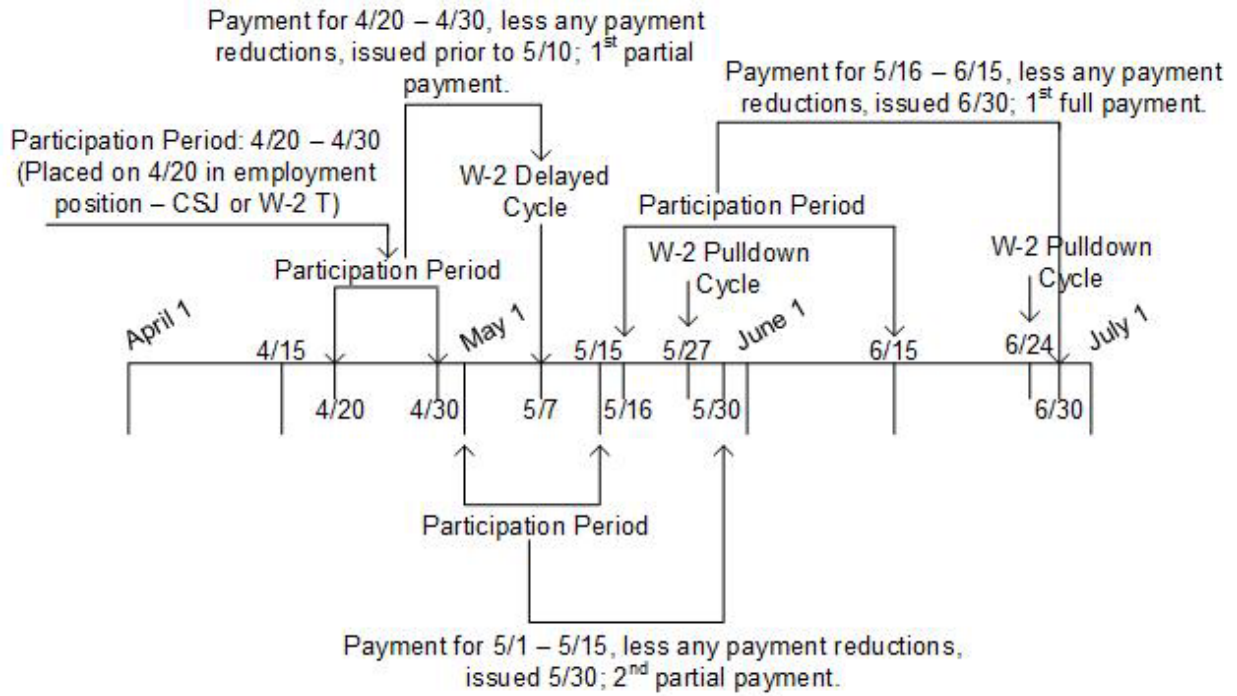 Payment for 4/20 – 4/30, less any payment
reductions, issued prior to 5/10; 1st partial
payment.
Payment for 5/16 – 6/15, less any payment
reductions, issued 6/30; 1st full payment.
Participation Period: 4/20 – 4/30
(Placed on 4/20 in employment
position – CSJ or W-2 T)
W-2 Delayed
Cycle
Participation Period
W-2 Pulldown
Cycle
W-2 Pulldown
Cycle
Participation Period
April 1
May 1
June 1
July 1
4/15
5/15
5/27
6/15
6/24
4/20
4/30
5/7
5/16
5/30
6/30
Participation Period
Payment for 5/1 – 5/15, less any payment reductions,
issued 5/30; 2nd partial payment.